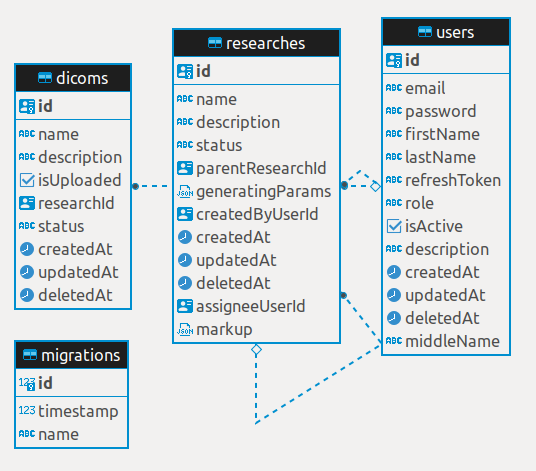 dicoms
id
name
description
isUploaded
researchId
status
createdAt
updatedAt
deletedAt
migrations
id
timestamp
name
researches
id
name
description
status
parentResearchId
generatingParams
createdByUserId
createdAt
updatedAt
deletedAt
assigneeUserId
markup
users
id
email
password
firstName
lastName
refreshToken
role
isActive
description
createdAt
updatedAt
deletedAt
middleName